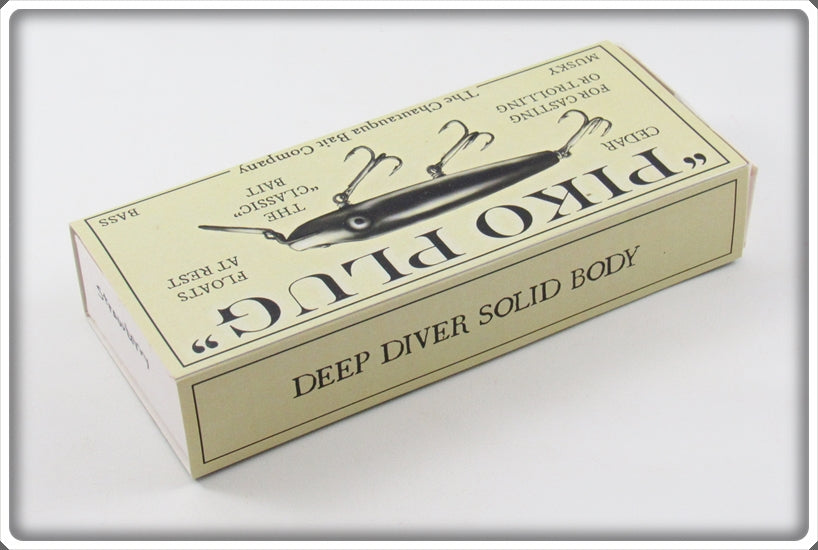 "PIKO PLUG"
CEDAR
FLOATS
AT REST
FOR CASTING
OR TROLLING
THE
"CLASSIC"
BAIT
MUSKY
The Chautauqua Bait Company
BASS
DEEP DIVER SOLID BODY
Strawberry